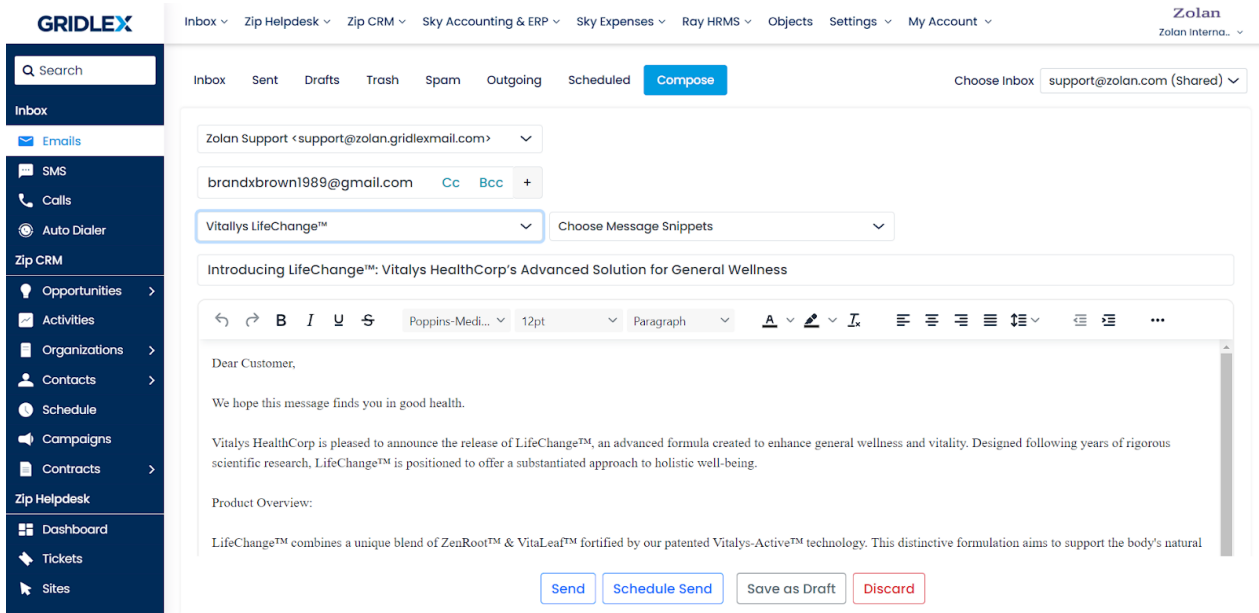 GRIDLEX
Inbox Zip Helpdesk Zip CRM Sky Accounting & ERP Sky Expenses Ray HRMS Objects Settings My Account
Zolan
Zolan Interna..
Search
Inbox
Emails
SMS
Calls
Auto Dialer
Zip CRM
Opportunities
Activities
Organizations
Contacts
Schedule
Campaigns
Contracts
Zip Helpdesk
Dashboard
Tickets
Sites
Inbox Sent Drafts Trash Spam Outgoing Scheduled Compose
Choose Inbox support@zolan.com (Shared)
Zolan Support <support@zolan.gridlexmail.com>
brandxbrown1989@gmail.com Cc Bcc +
Vitallys LifeChange™ Choose Message Snippets
Introducing LifeChange™: Vitalys HealthCorp's Advanced Solution for General Wellness
B I U S Poppins-Medi... 12pt Paragraph A
Dear Customer,
We hope this message finds you in good health.
Vitalys HealthCorp is pleased to announce the release of LifeChange™, an advanced formula created to enhance general wellness and vitality. Designed following years of rigorous
scientific research, LifeChange™ is positioned to offer a substantiated approach to holistic well-being.
Product Overview:
LifeChange™ combines a unique blend of ZenRoot™ & VitaLeaf™ fortified by our patented Vitalys-Active™ technology. This distinctive formulation aims to support the body's natural
Send Schedule Send Save as Draft Discard